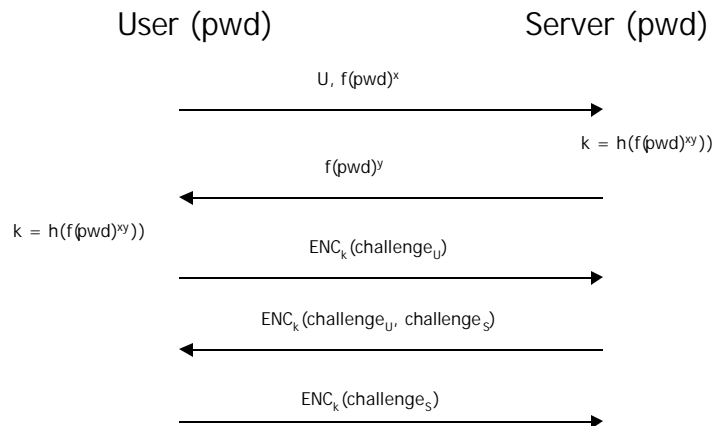 User (pwd) Server (pwd)
U, f(pwd)ˣ
k = h(f(pwd)ˣʸ))
f(pwd)ʸ
k = h(f(pwd)ˣʸ))
ENCₖ(challengeU)
ENCₖ(challengeU, challengeS)
ENCₖ(challengeS)